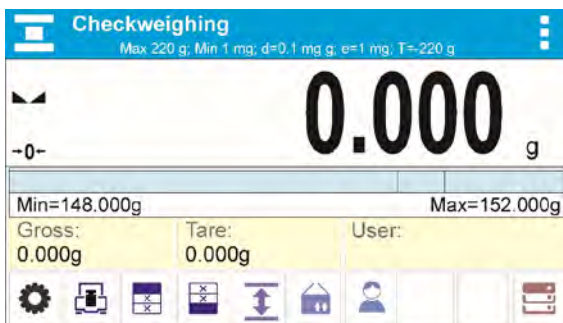 Checkweighing
Max 220 g; Min 1 mg; d=0.1 mg g; e=1 mg; T=-220 g
0.000 g
→0←
Min=148.000g Max=152.000g
Gross: Tare: User:
0.000g 0.000g